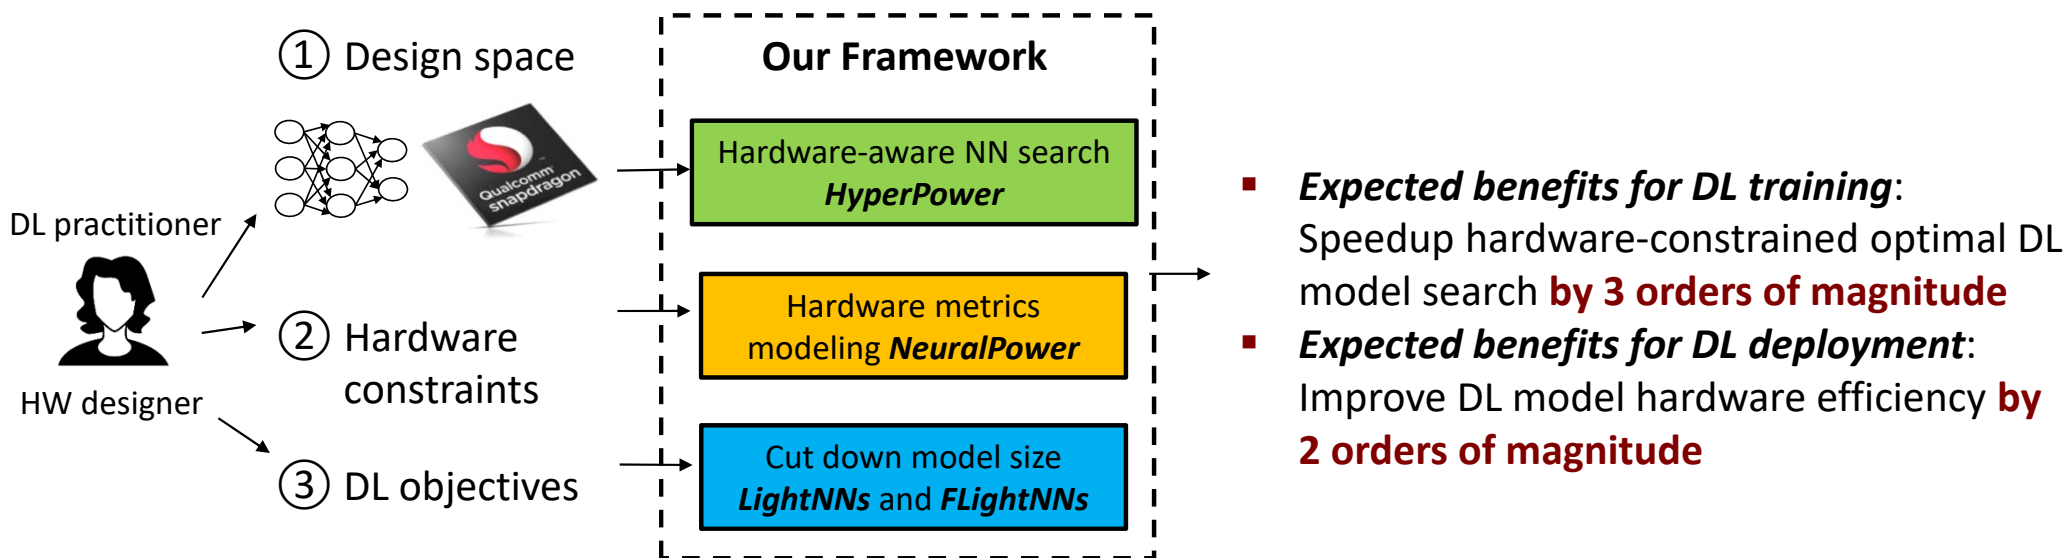 ① Design space
Qualcomm
snapdragon
DL practitioner
HW designer
② Hardware
constraints
③ DL objectives
Our Framework
Hardware-aware NN search
HyperPower
Hardware metrics
modeling NeuralPower
Cut down model size
LightNNs and FLightNNs
▪ Expected benefits for DL training:
Speedup hardware-constrained optimal DL
model search by 3 orders of magnitude
▪ Expected benefits for DL deployment:
Improve DL model hardware efficiency by
2 orders of magnitude